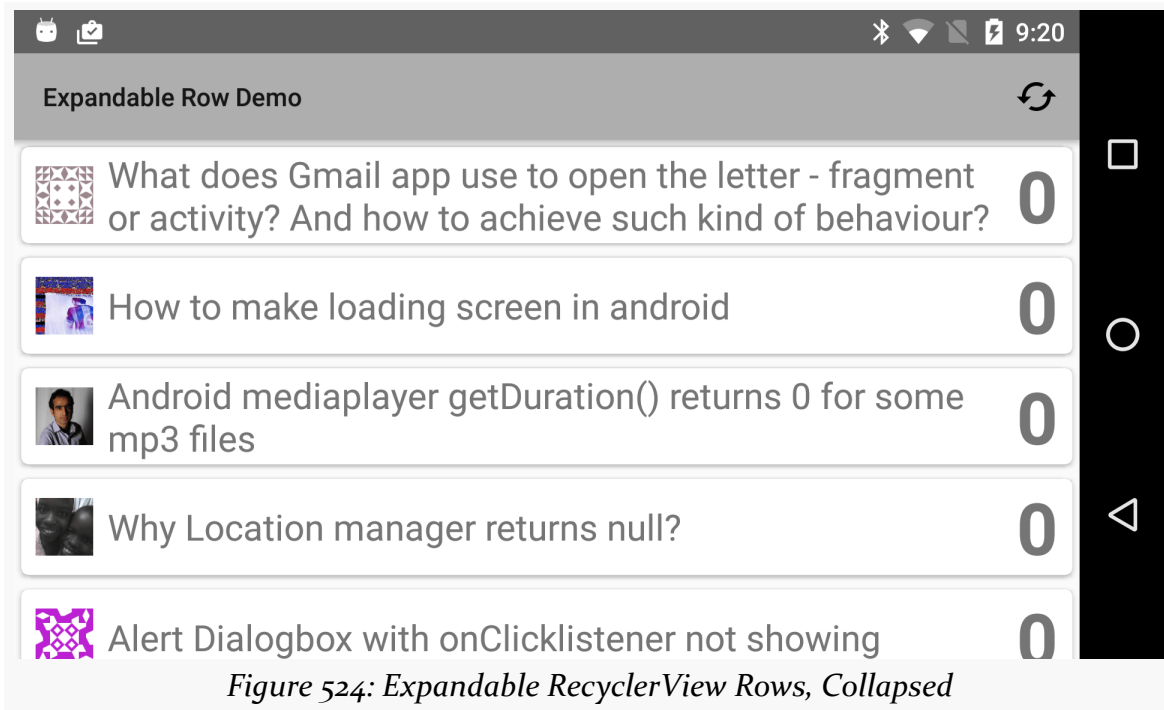 9:20
Expandable Row Demo
What does Gmail app use to open the letter - fragment
or activity? And how to achieve such kind of behaviour?
0
How to make loading screen in android
0
Android mediaplayer getDuration() returns 0 for some
mp3 files
0
Why Location manager returns null?
0
Alert Dialogbox with onClicklistener not showing
0
Figure 524: Expandable RecyclerView Rows, Collapsed